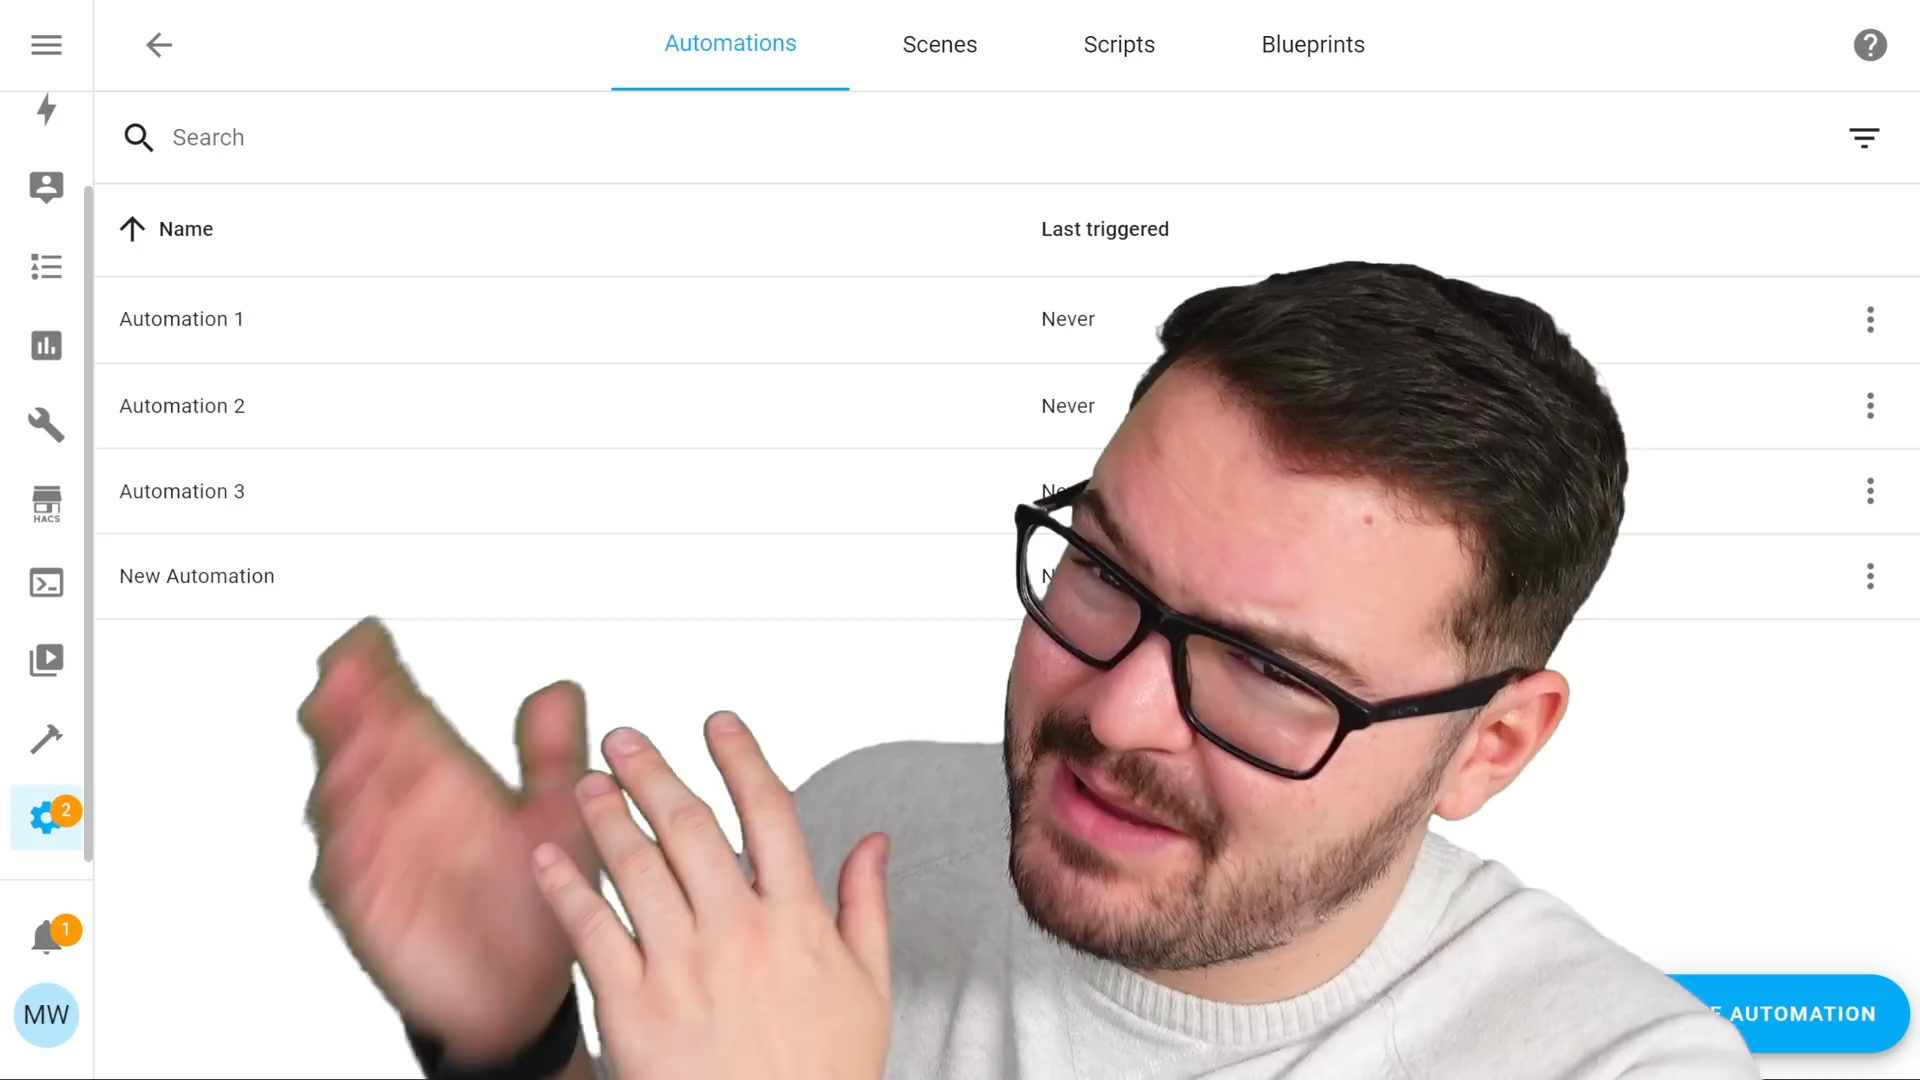 Automations Scenes Scripts Blueprints
Search
Name Last triggered
Automation 1 Never
Automation 2 Never
Automation 3
New Automation
HACS
2
1
MW
AUTOMATION